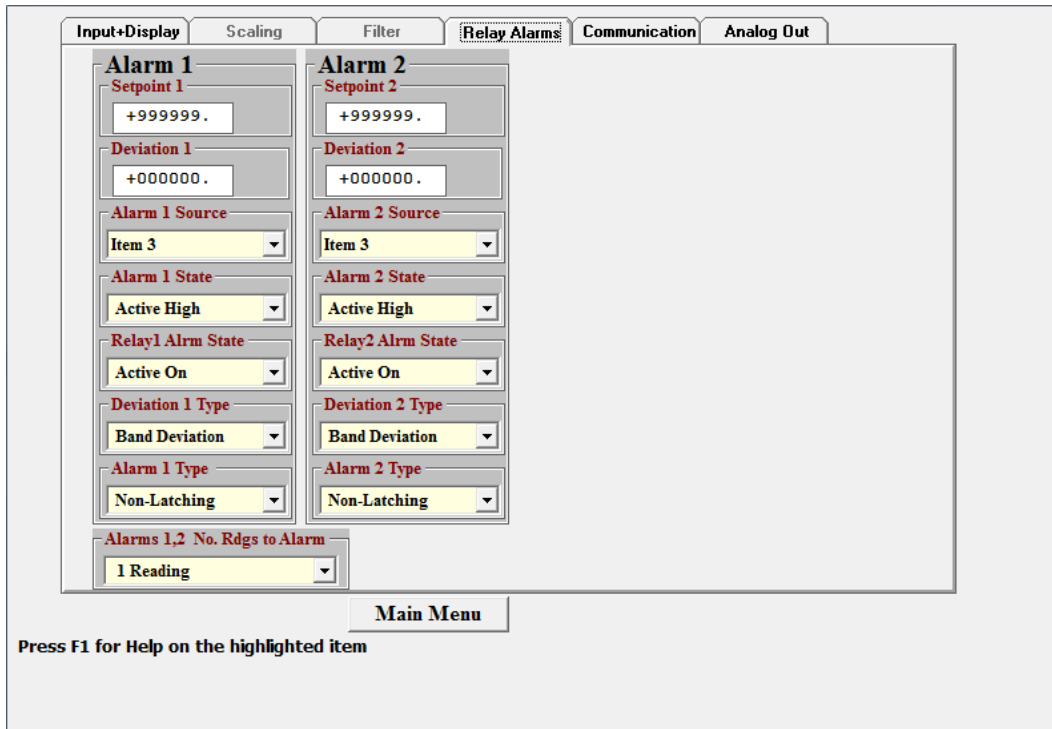 Input+Display Scaling Filter Relay Alarms Communication Analog Out
Alarm 1
Setpoint 1
+999999.
Deviation 1
+000000.
Alarm 1 Source
Item 3
Alarm 1 State
Active High
Relay1 Alrm State
Active On
Deviation 1 Type
Band Deviation
Alarm 1 Type
Non-Latching
Alarm 2
Setpoint 2
+999999.
Deviation 2
+000000.
Alarm 2 Source
Item 3
Alarm 2 State
Active High
Relay2 Alrm State
Active On
Deviation 2 Type
Band Deviation
Alarm 2 Type
Non-Latching
Alarms 1,2 No. Rdgs to Alarm
1 Reading
Main Menu
Press F1 for Help on the highlighted item